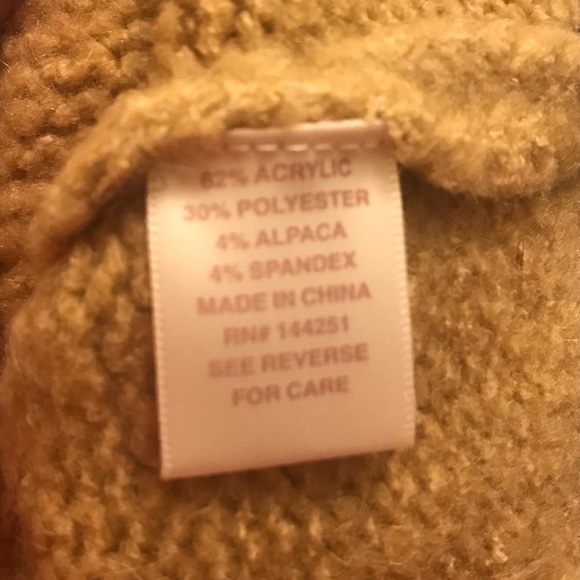 62% ACRYLIC
30% POLYESTER
4% ALPACA
4% SPANDEX
MADE IN CHINA
RN# 144251
SEE REVERSE
FOR CARE